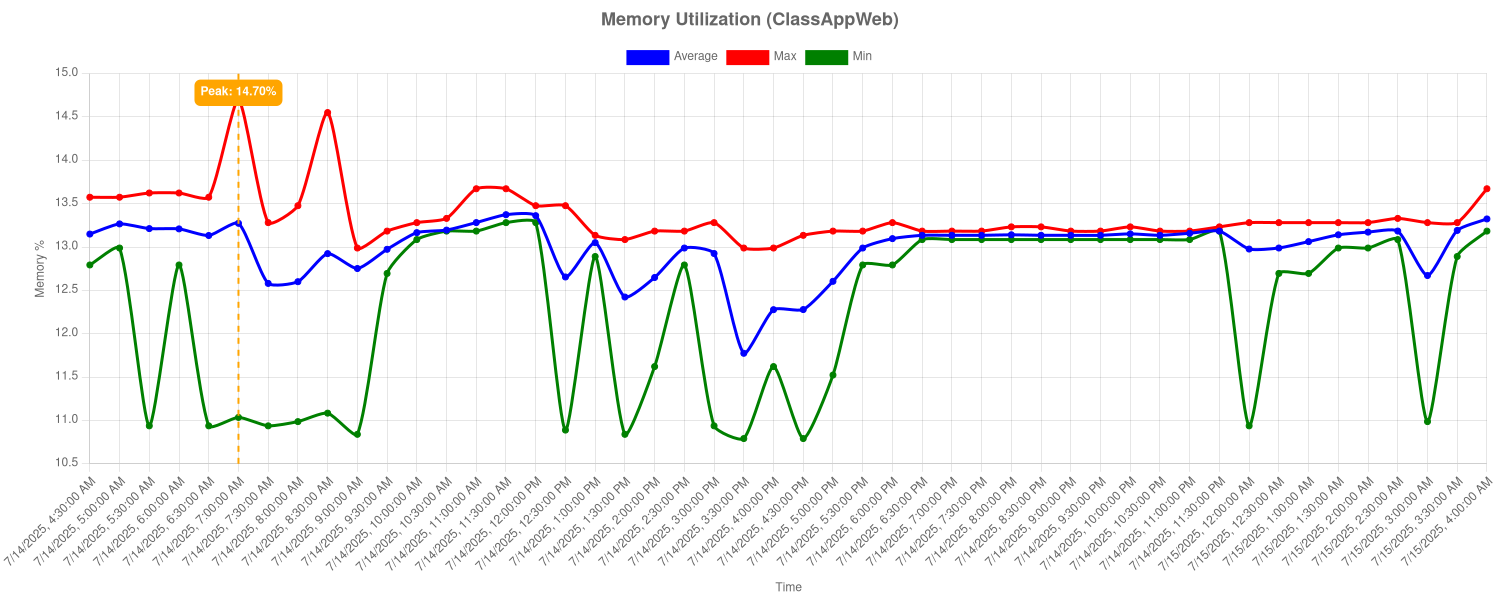 Memory Utilization (ClassAppWeb)
Average Max Min
Peak: 14.70%
15.0
14.5
14.0
13.5
13.0
12.5
12.0
11.5
11.0
10.5
Memory %
7/14/2025, 4:30:00 AM
7/14/2025, 5:00:00 AM
7/14/2025, 5:30:00 AM
7/14/2025, 6:00:00 AM
7/14/2025, 6:30:00 AM
7/14/2025, 7:00:00 AM
7/14/2025, 7:30:00 AM
7/14/2025, 8:00:00 AM
7/14/2025, 8:30:00 AM
7/14/2025, 9:00:00 AM
7/14/2025, 9:30:00 AM
7/14/2025, 10:00:00 AM
7/14/2025, 10:30:00 AM
7/14/2025, 11:00:00 AM
7/14/2025, 11:30:00 AM
7/14/2025, 12:00:00 PM
7/14/2025, 12:30:00 PM
7/14/2025, 1:00:00 PM
7/14/2025, 1:30:00 PM
7/14/2025, 2:00:00 PM
7/14/2025, 2:30:00 PM
7/14/2025, 3:00:00 PM
7/14/2025, 3:30:00 PM
7/14/2025, 4:00:00 PM
7/14/2025, 4:30:00 PM
7/14/2025, 5:00:00 PM
7/14/2025, 5:30:00 PM
7/14/2025, 6:00:00 PM
7/14/2025, 6:30:00 PM
7/14/2025, 7:00:00 PM
7/14/2025, 7:30:00 PM
7/14/2025, 8:00:00 PM
7/14/2025, 8:30:00 PM
7/14/2025, 9:00:00 PM
7/14/2025, 9:30:00 PM
7/14/2025, 10:00:00 PM
7/14/2025, 10:30:00 PM
7/14/2025, 11:00:00 PM
7/14/2025, 11:30:00 PM
7/15/2025, 12:00:00 AM
7/15/2025, 12:30:00 AM
7/15/2025, 1:00:00 AM
7/15/2025, 1:30:00 AM
7/15/2025, 2:00:00 AM
7/15/2025, 2:30:00 AM
7/15/2025, 3:00:00 AM
7/15/2025, 3:30:00 AM
7/15/2025, 4:00:00 AM
Time